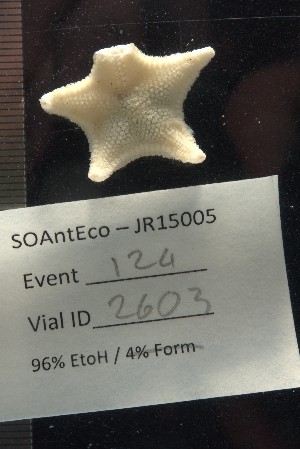 SOAntEco – JR15005
Event 124
Vial ID 2603
96% EtoH / 4% Form